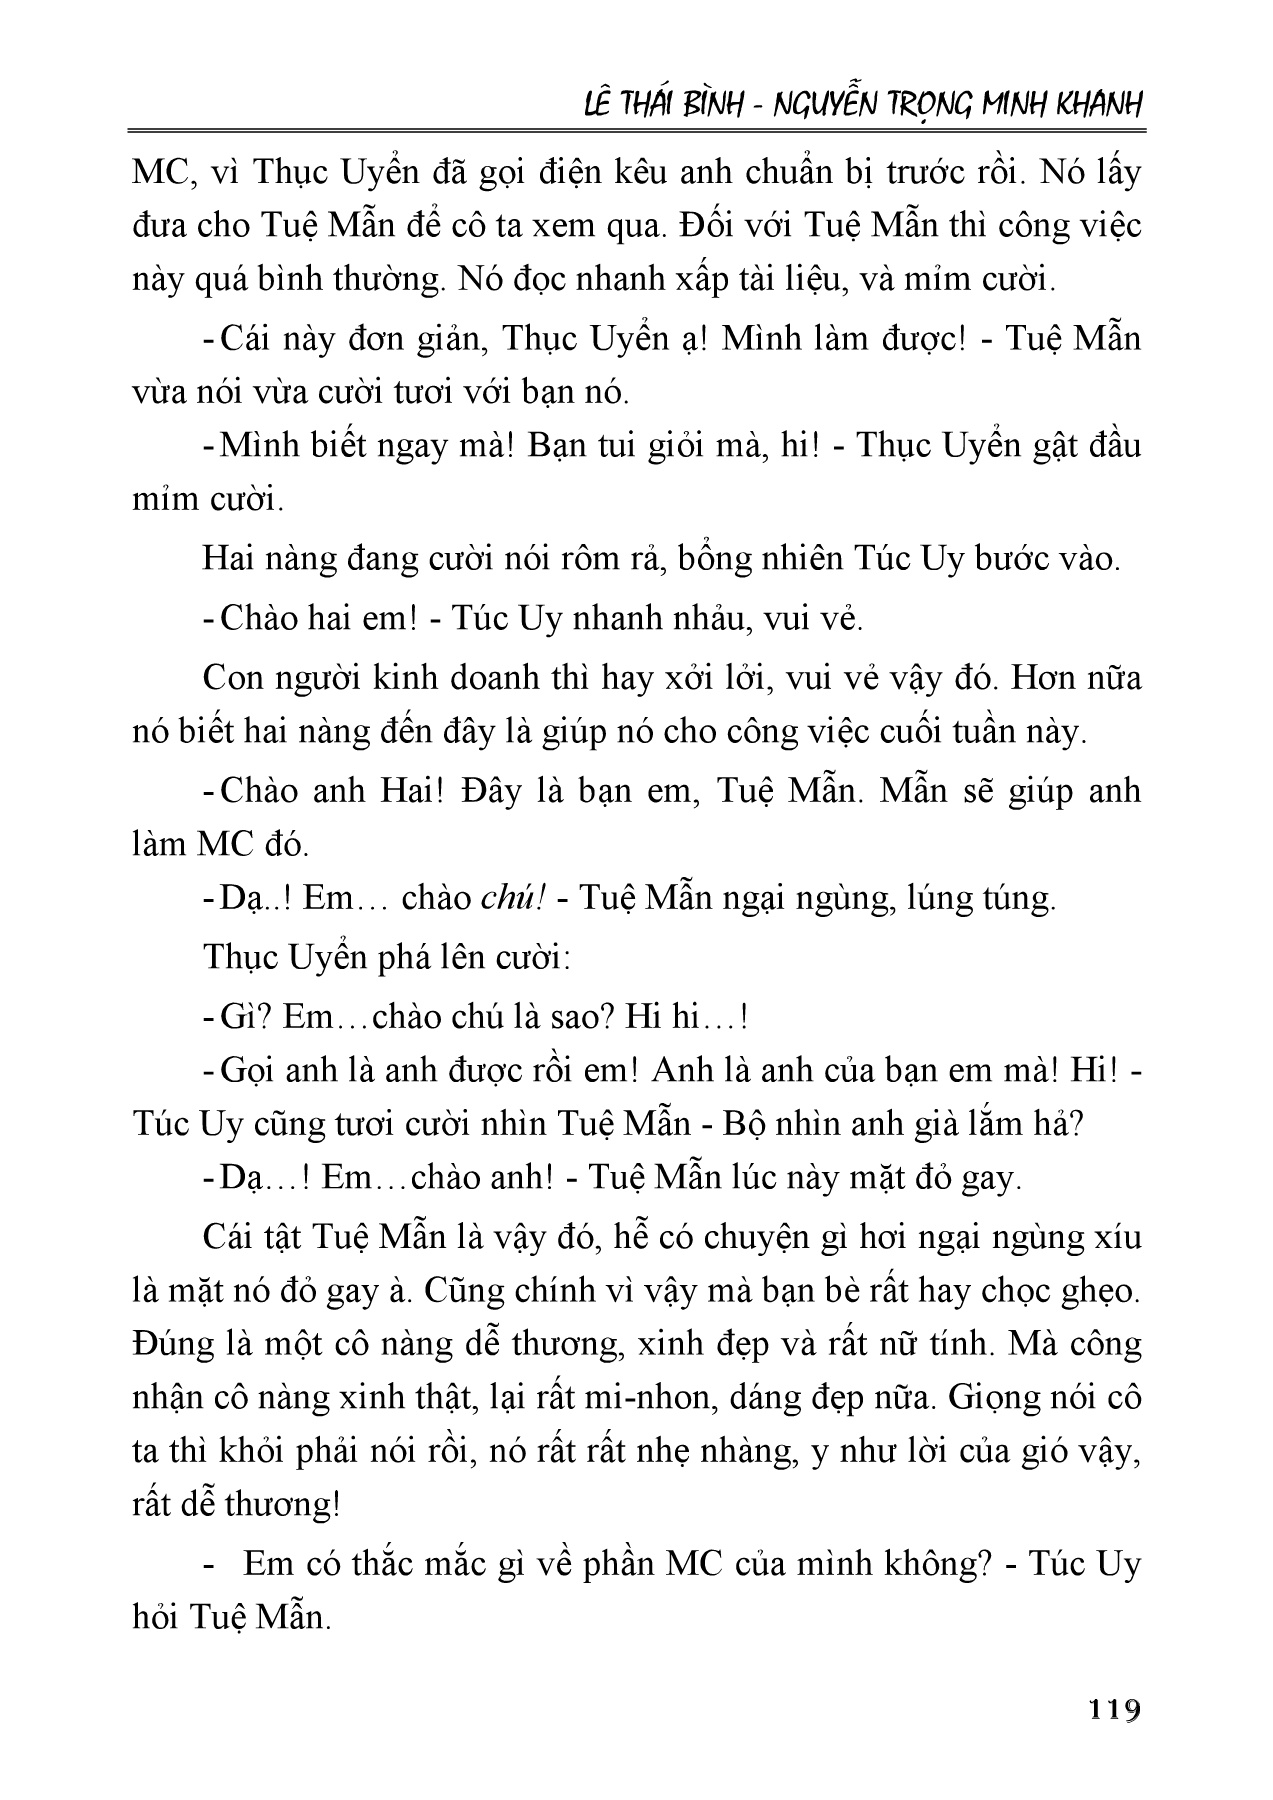 LÊ THÁI BÌNH - NGUYỄN TRỌNG MINH KHANH
MC, vì Thục Uyển đã gọi điện kêu anh chuẩn bị trước rồi. Nó lấy
đưa cho Tuệ Mẫn để cô ta xem qua. Đối với Tuệ Mẫn thì công việc
này quá bình thường. Nó đọc nhanh xấp tài liệu, và mỉm cười.
- Cái này đơn giản, Thục Uyển ạ! Mình làm được! - Tuệ Mẫn
vừa nói vừa cười tươi với bạn nó.
- Mình biết ngay mà! Bạn tui giỏi mà, hi! - Thục Uyển gật đầu
mỉm cười.
Hai nàng đang cười nói rôm rả, bổng nhiên Túc Uy bước vào.
- Chào hai em! - Túc Uy nhanh nhảu, vui vẻ.
Con người kinh doanh thì hay xởi lởi, vui vẻ vậy đó. Hơn nữa
nó biết hai nàng đến đây là giúp nó cho công việc cuối tuần này.
- Chào anh Hai! Đây là bạn em, Tuệ Mẫn. Mẫn sẽ giúp anh
làm MC đó.
- Dạ..! Em… chào chú! - Tuệ Mẫn ngại ngùng, lúng túng.
Thục Uyển phá lên cười:
- Gì? Em…chào chú là sao? Hi hi…!
- Gọi anh là anh được rồi em! Anh là anh của bạn em mà! Hi! -
Túc Uy cũng tươi cười nhìn Tuệ Mẫn - Bộ nhìn anh già lắm hả?
- Dạ…! Em…chào anh! - Tuệ Mẫn lúc này mặt đỏ gay.
Cái tật Tuệ Mẫn là vậy đó, hễ có chuyện gì hơi ngại ngùng xíu
là mặt nó đỏ gay à. Cũng chính vì vậy mà bạn bè rất hay chọc ghẹo.
Đúng là một cô nàng dễ thương, xinh đẹp và rất nữ tính. Mà công
nhận cô nàng xinh thật, lại rất mi-nhon, dáng đẹp nữa. Giọng nói cô
ta thì khỏi phải nói rồi, nó rất rất nhẹ nhàng, y như lời của gió vậy,
rất dễ thương!
- Em có thắc mắc gì về phần MC của mình không? - Túc Uy
hỏi Tuệ Mẫn.
119